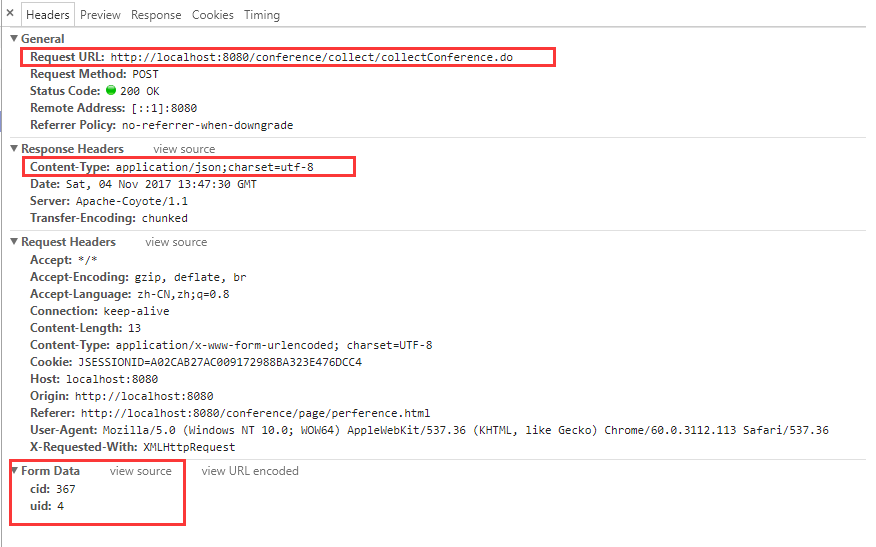 × Headers Preview Response Cookies Timing
▼ General
Request URL: http://localhost:8080/conference/collect/collectConference.do
Request Method: POST
Status Code: 200 OK
Remote Address: [::1]:8080
Referrer Policy: no-referrer-when-downgrade
▼ Response Headers view source
Content-Type: application/json;charset=utf-8
Date: Sat, 04 Nov 2017 13:47:30 GMT
Server: Apache-Coyote/1.1
Transfer-Encoding: chunked
▼ Request Headers view source
Accept: */*
Accept-Encoding: gzip, deflate, br
Accept-Language: zh-CN,zh;q=0.8
Connection: keep-alive
Content-Length: 13
Content-Type: application/x-www-form-urlencoded; charset=UTF-8
Cookie: JSESSIONID=A02CAB27AC009172988BA323E476DCC4
Host: localhost:8080
Origin: http://localhost:8080
Referer: http://localhost:8080/conference/page/perference.html
User-Agent: Mozilla/5.0 (Windows NT 10.0; WOW64) AppleWebKit/537.36 (KHTML, like Gecko) Chrome/60.0.3112.113 Safari/537.36
X-Requested-With: XMLHttpRequest
▼ Form Data view source view URL encoded
cid: 367
uid: 4